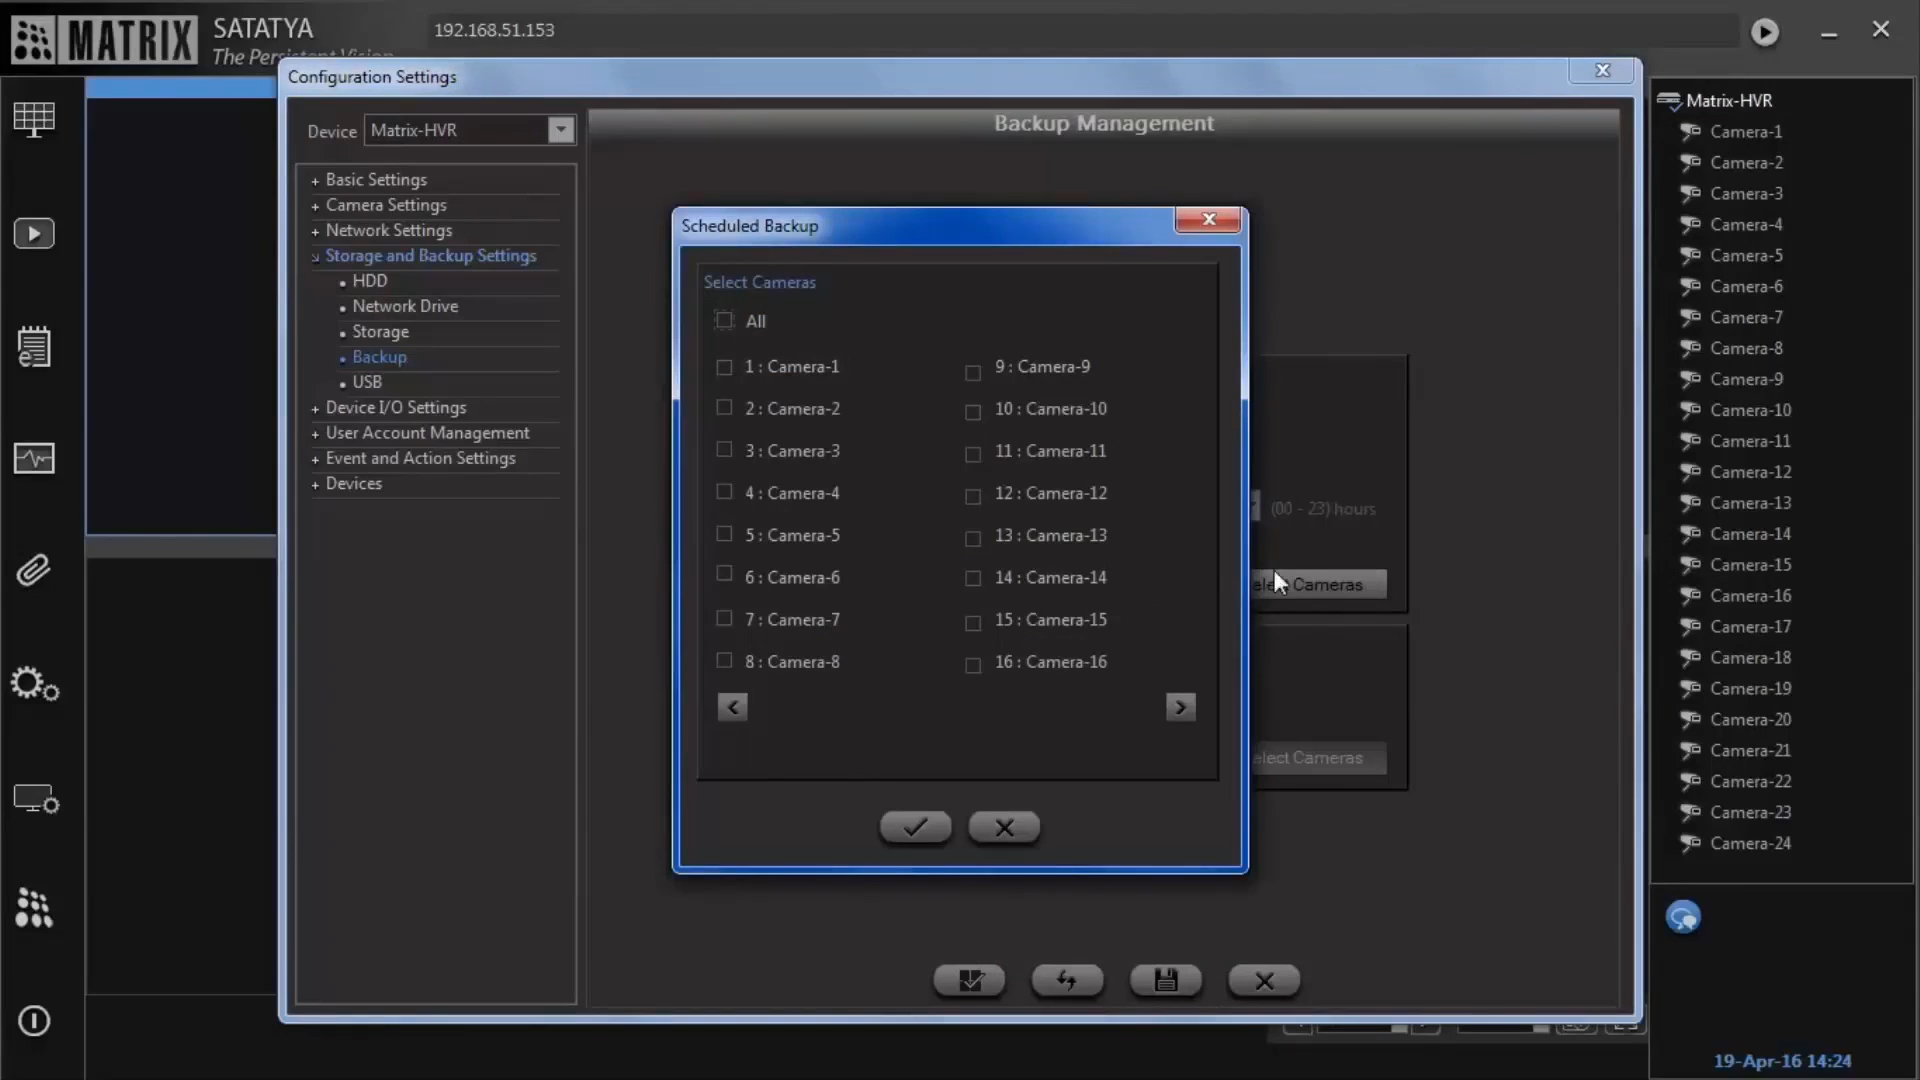 MATRIX
SATATYA
192.168.51.153
Configuration Settings
Device
Matrix-HVR
Backup Management
+ Basic Settings
+ Camera Settings
+ Network Settings
Storage and Backup Settings
HDD
Network Drive
Storage
Backup
USB
+ Device I/O Settings
+ User Account Management
+ Event and Action Settings
+ Devices
Scheduled Backup
Select Cameras
All
1 : Camera-1
9 : Camera-9
2 : Camera-2
10 : Camera-10
3 : Camera-3
11 : Camera-11
4 : Camera-4
12 : Camera-12
5 : Camera-5
13 : Camera-13
6 : Camera-6
14 : Camera-14
7 : Camera-7
15 : Camera-15
8 : Camera-8
16 : Camera-16
<
>
(00 - 23) hours
Cameras
Cameras
Matrix-HVR
Camera-1
Camera-2
Camera-3
Camera-4
Camera-5
Camera-6
Camera-7
Camera-8
Camera-9
Camera-10
Camera-11
Camera-12
Camera-13
Camera-14
Camera-15
Camera-16
Camera-17
Camera-18
Camera-19
Camera-20
Camera-21
Camera-22
Camera-23
Camera-24
19-Apr-16 14:24